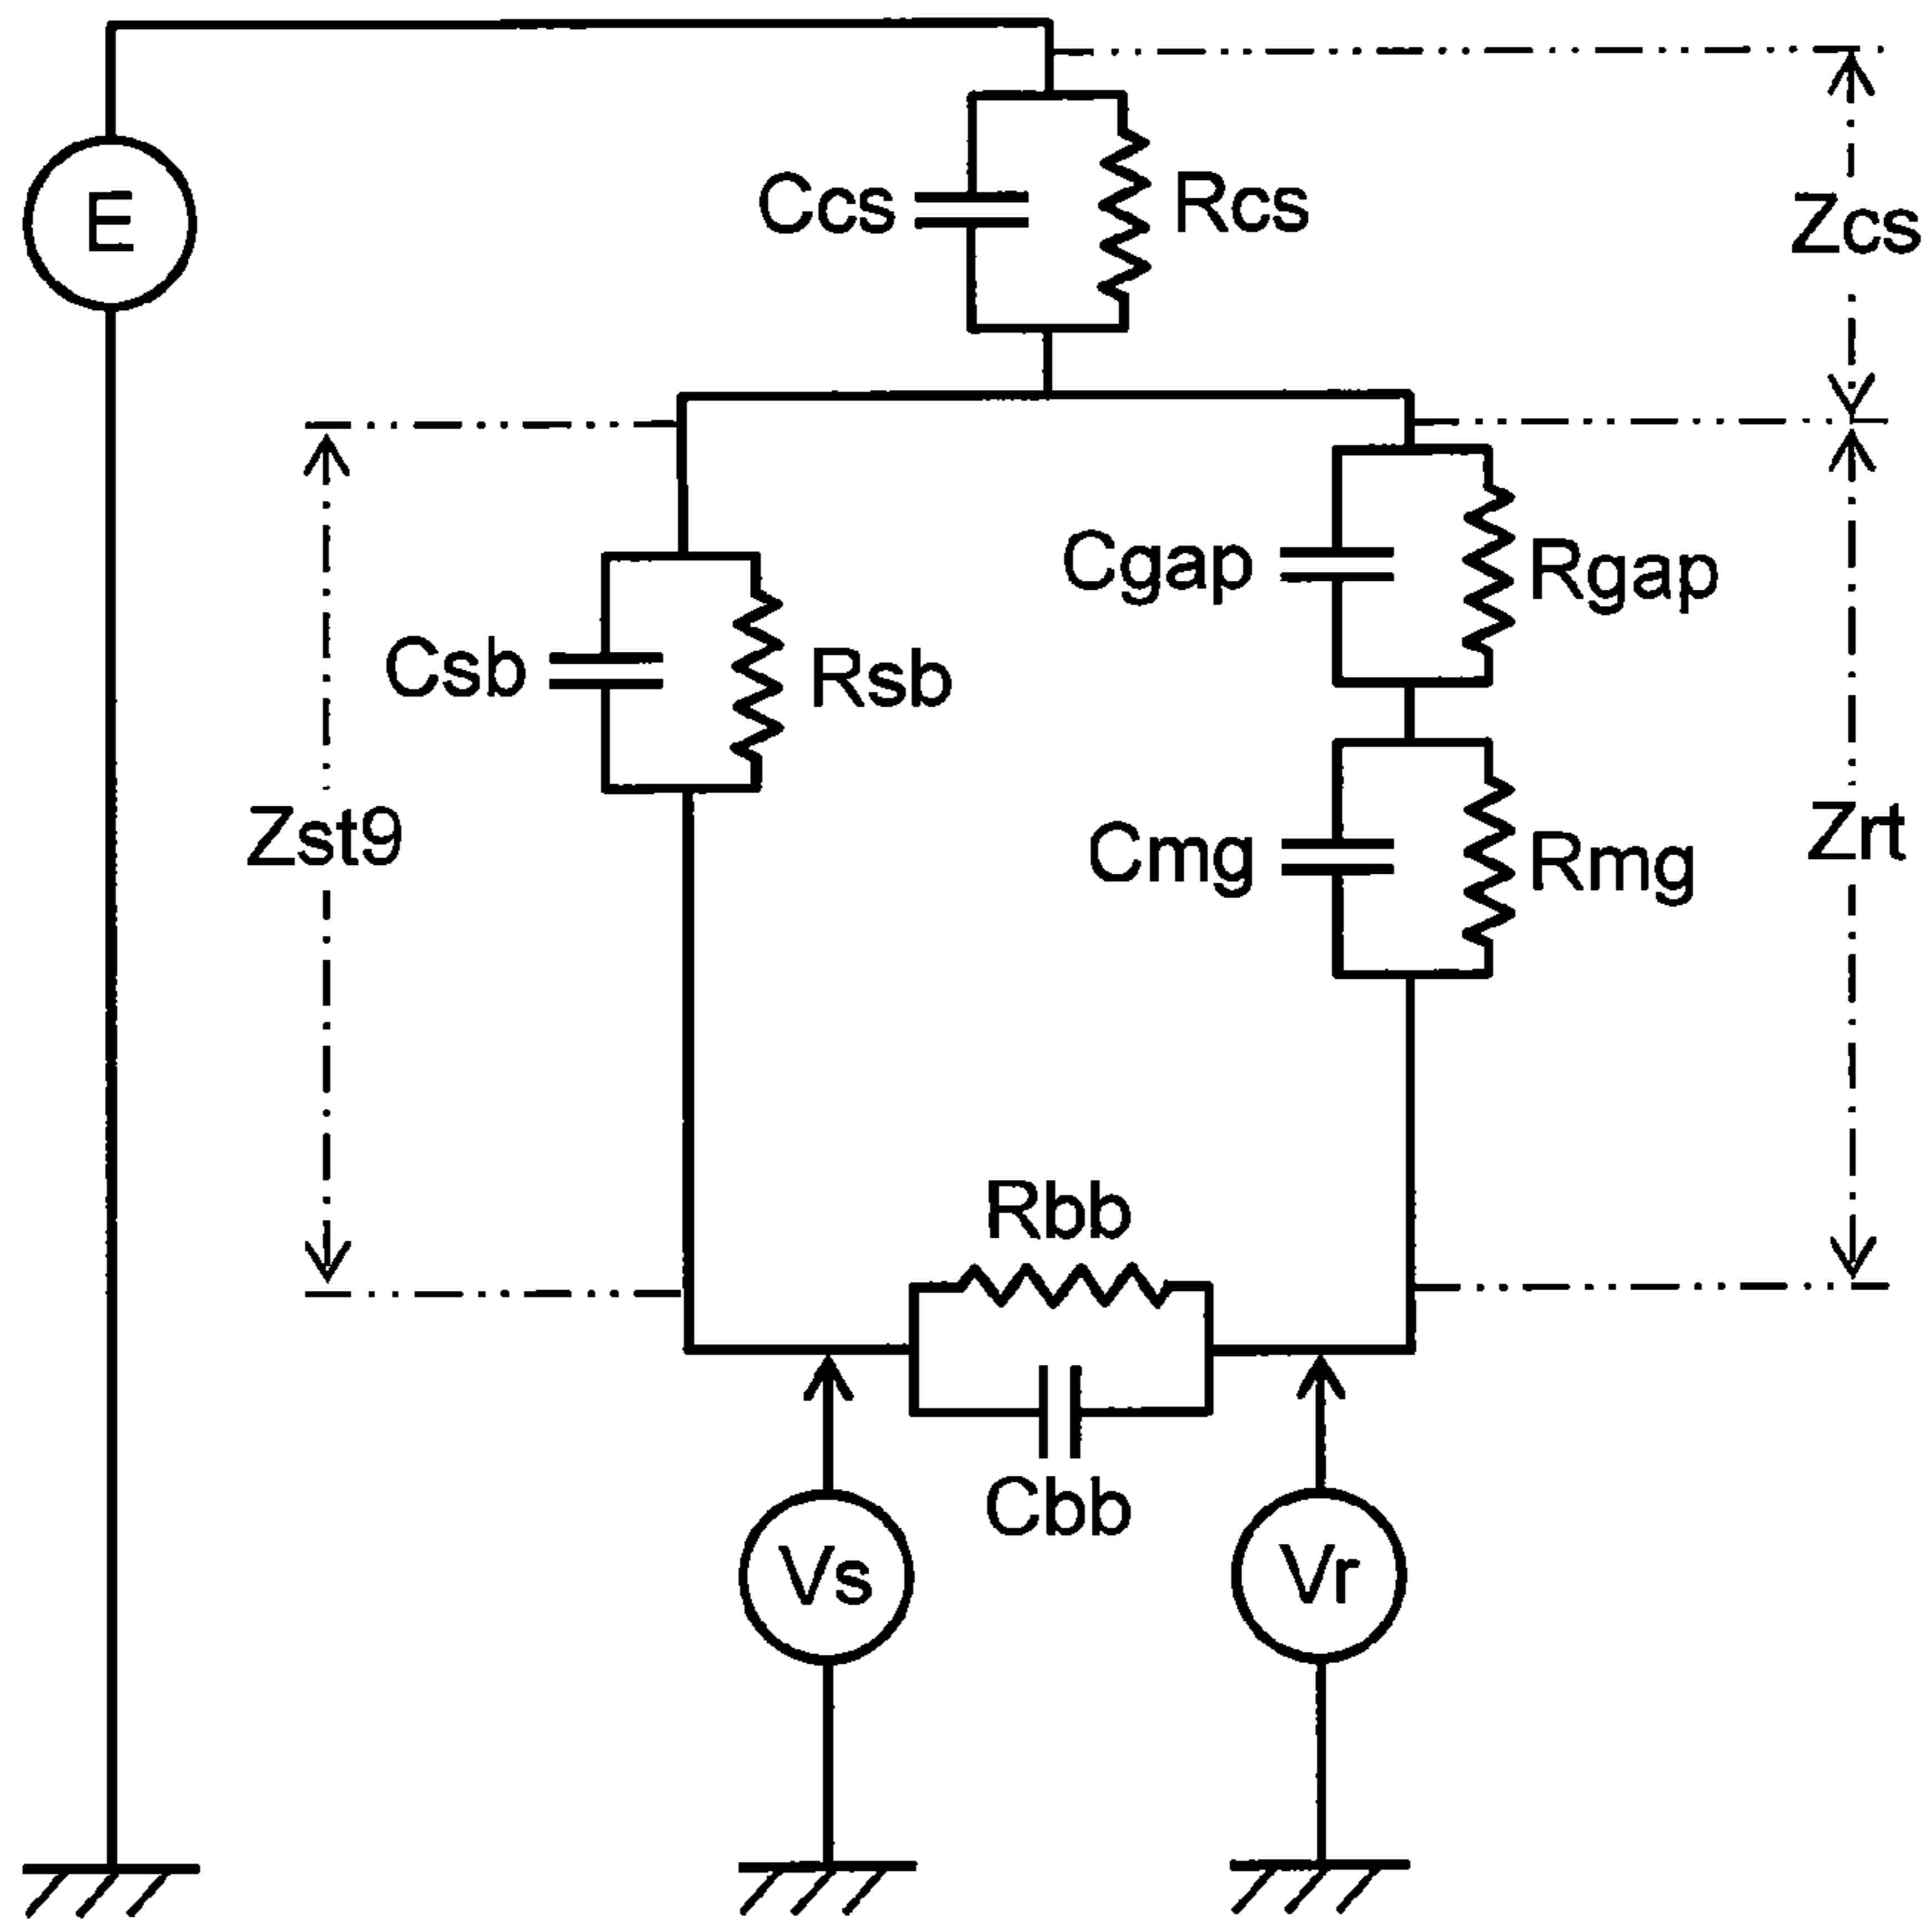 E
Ccs
Rcs
Zcs
Cgap
Rgap
Csb
Rsb
Zst9
Cmg
Rmg
Zrt
Rbb
Cbb
Vs
Vr